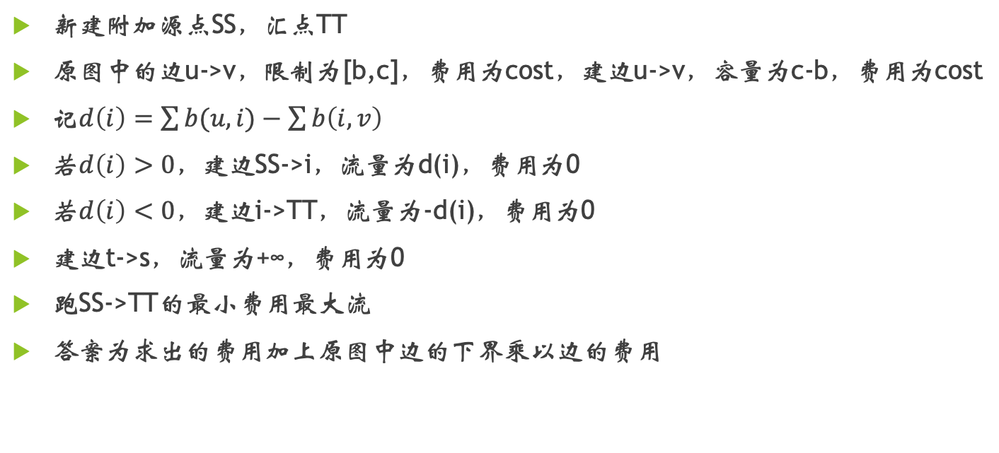 新建附加源点SS，汇点TT
原图中的边u->v，限制为[b,c]，费用为cost，建边u->v，容量为c-b，费用为cost
记d(i) = ∑ b(u, i) − ∑ b(i, v)
若d(i) > 0，建边SS->i，流量为d(i)，费用为0
若d(i) < 0，建边i->TT，流量为-d(i)，费用为0
建边t->s，流量为+∞，费用为0
跑SS->TT的最小费用最大流
答案为求出的费用加上原图中边的下界乘以边的费用